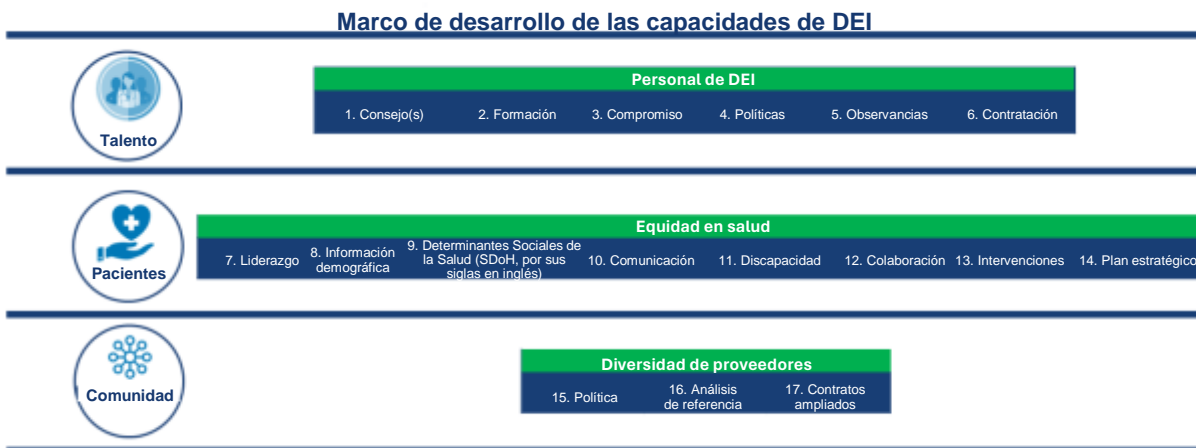 Marco de desarrollo de las capacidades de DEI
Talento
Personal de DEI
1. Consejo(s)
2. Formación
3. Compromiso
4. Políticas
5. Observancias
6. Contratación
Pacientes
Equidad en salud
7. Liderazgo
8. Información
demográfica
9. Determinantes Sociales de
la Salud (SDoH, por sus
siglas en inglés)
10. Comunicación
11. Discapacidad
12. Colaboración
13. Intervenciones
14. Plan estratégico
Comunidad
Diversidad de proveedores
15. Política
16. Análisis
de referencia
17. Contratos
ampliados